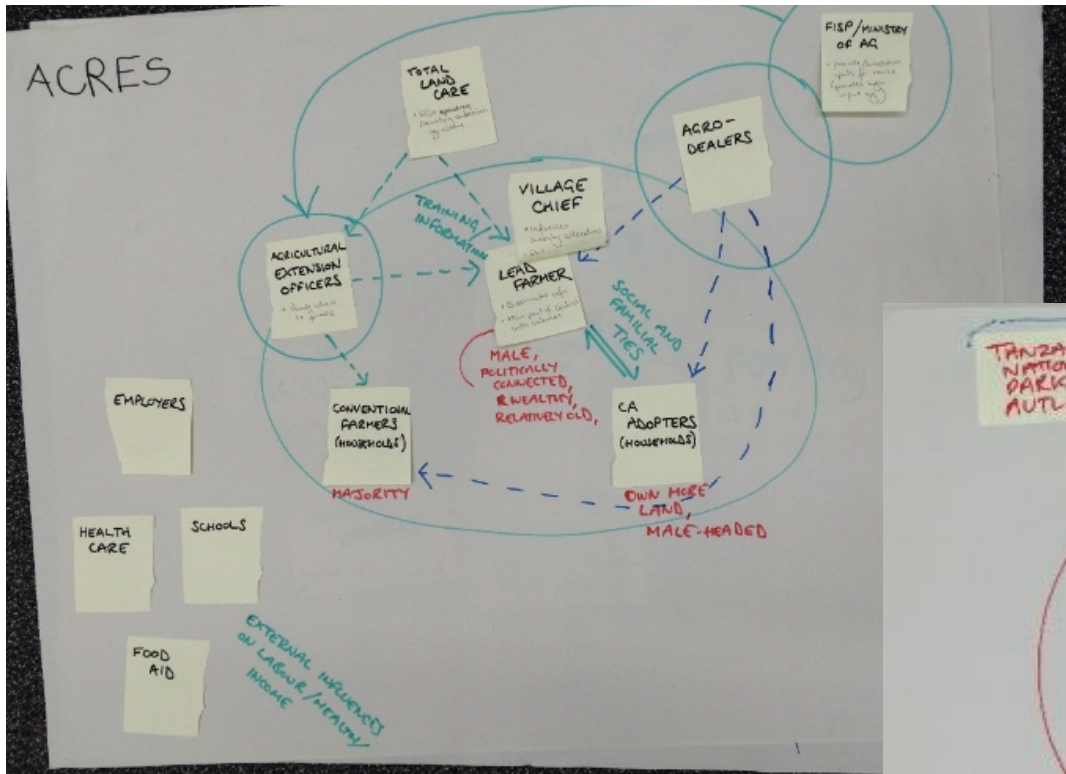 ACRES
TOTAL
LAND
CARE
FISP/MINISTRY
OF AG
AGRO-
DEALERS
VILLAGE
CHIEF
TRAINING/
INFORMATION
AGRICULTURAL
EXTENSION
OFFICERS
LEAD
FARMER
SOCIAL AND
FAMILIAL
TIES
MALE,
POLITICALLY
CONNECTED,
WEALTHY,
RELATIVELY OLD,
EMPLOYERS
CONVENTIONAL
FARMERS
(HOUSEHOLDS)
MAJORITY
CA
ADOPTERS
(HOUSEHOLDS)
OWN MORE
LAND,
MALE-HEADED
HEALTH
CARE
SCHOOLS
FOOD
AID
EXTERNAL INFLUENCES
ON LABOUR/HEALTH/
INCOME
TANZA
NATION
PARK